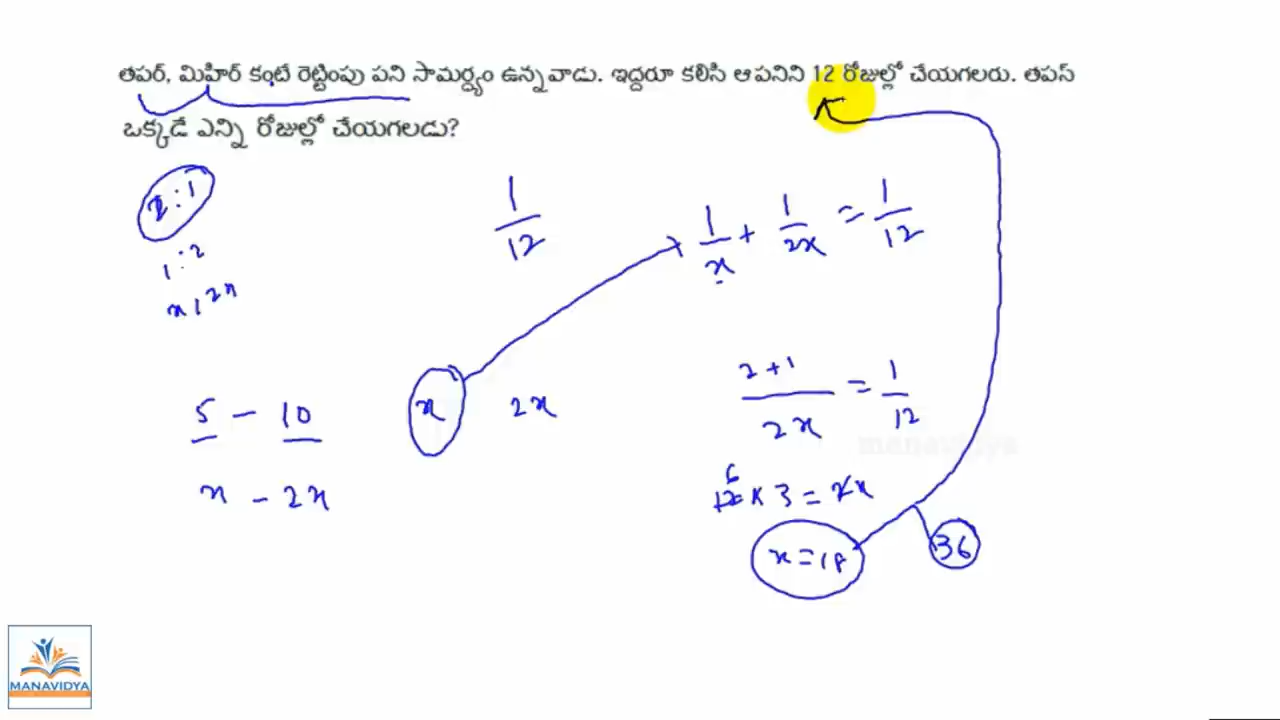 తపర్, మిహిర్ కంటే రెట్టింపు పని సామర్ధ్యం ఉన్నవాడు. ఇద్దరూ కలిసి ఆపనిని 12 రోజుల్లో చేయగలరు. తపస్
ఒక్కడే ఎన్ని రోజుల్లో చేయగలడు?
2 : 1
1 : 2
x, 2x
1/12
1/x + 1/2x = 1/12
5 - 10
x 2x
2+1/2x = 1/12
x - 2x
12 6 × 3 = 2x
x = 18
36
manavidya
MANAVIDYA